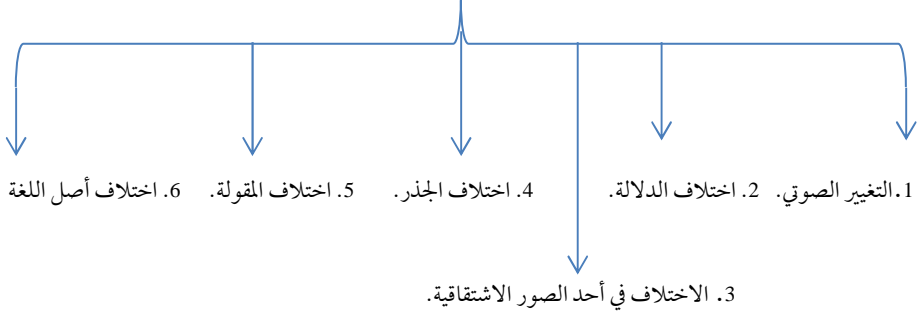 1.التغيير الصوتي. 2. اختلاف الدلالة. 4. اختلاف الجذر. 5. اختلاف المقولة. 6. اختلاف أصل اللغة
3. الاختلاف في أحد الصور الاشتقاقية.